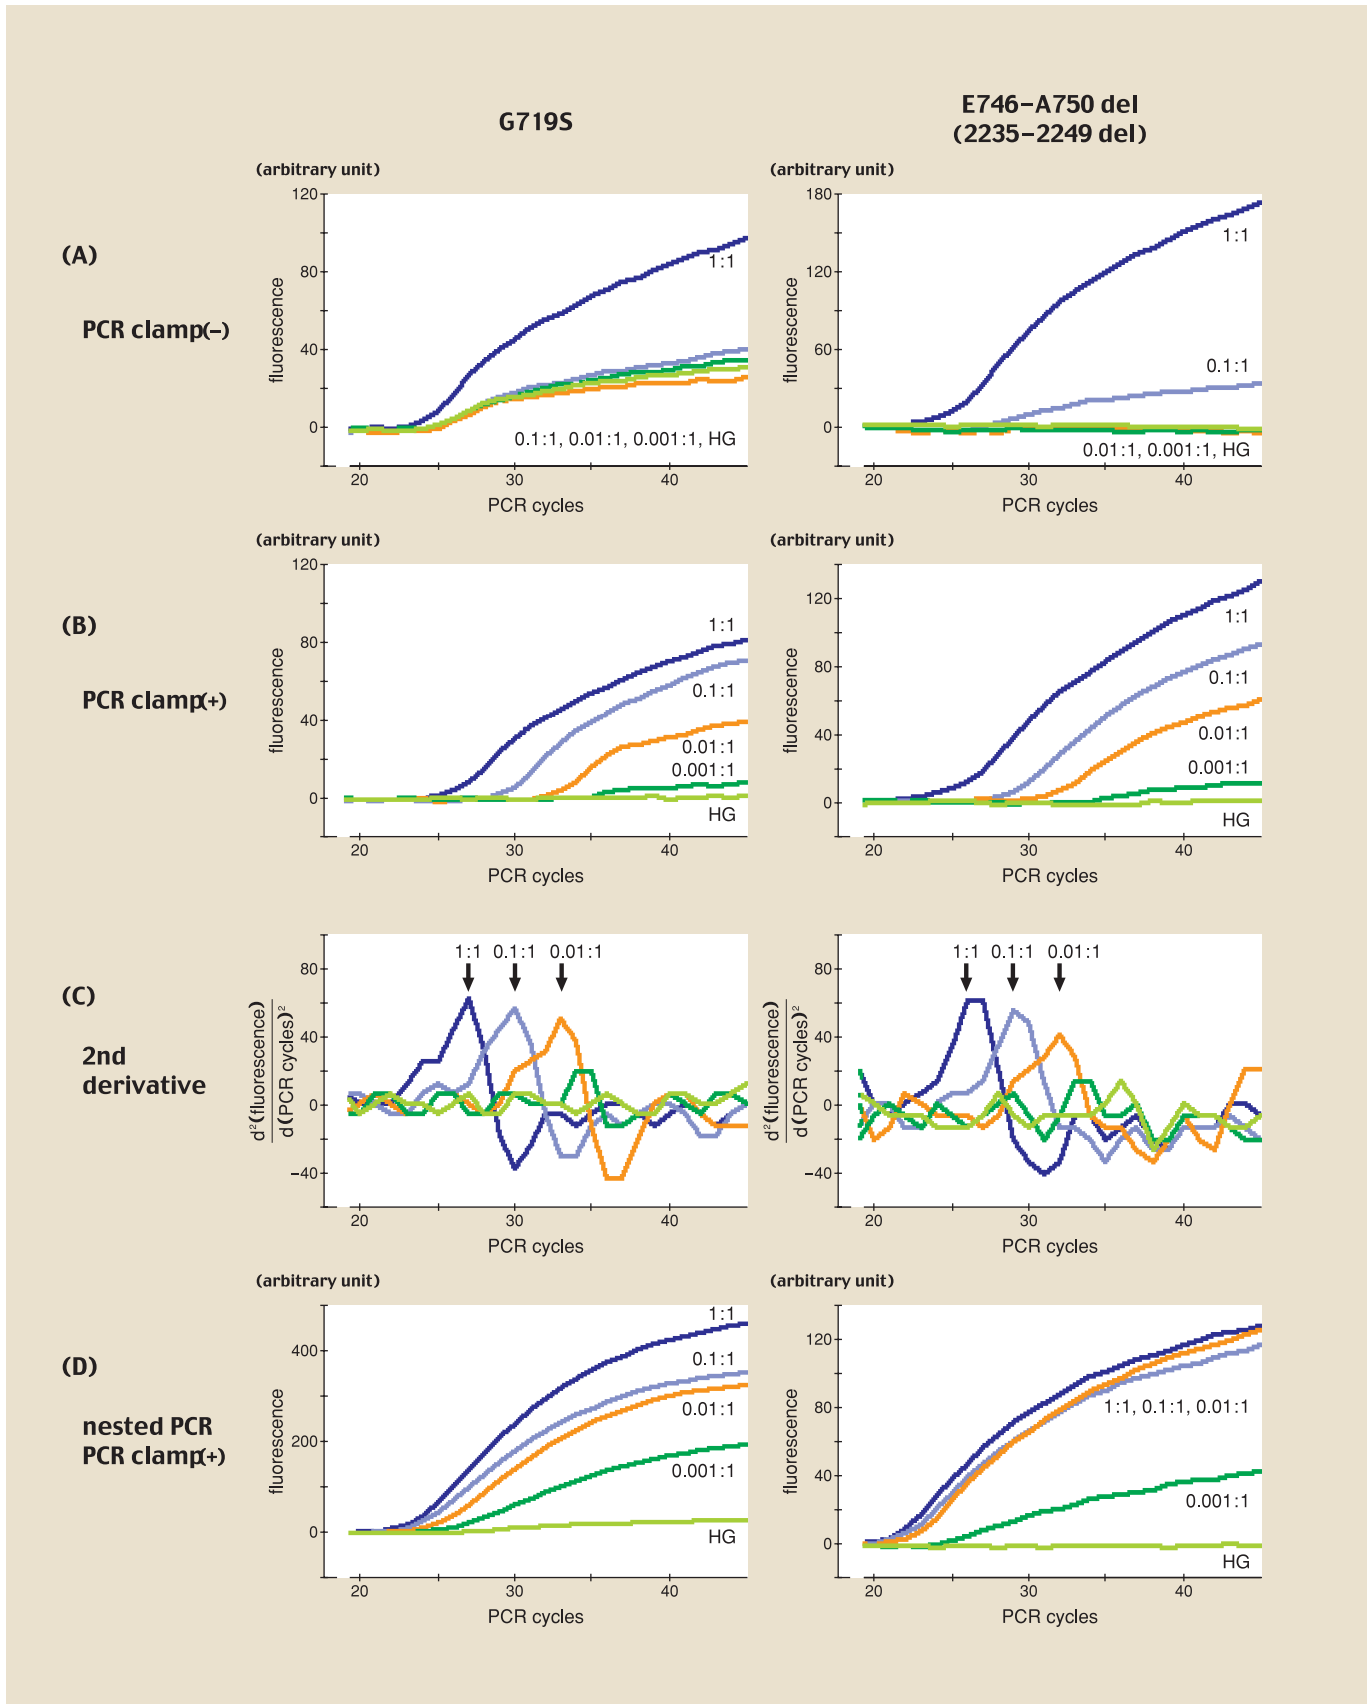 G719S
E746–A750 del
(2235–2249 del)
(A)
PCR clamp(–)
(arbitrary unit)
120
80
40
0
fluorescence
1:1
0.1:1, 0.01:1, 0.001:1, HG
20
30
40
PCR cycles
(arbitrary unit)
180
120
60
0
fluorescence
1:1
0.1:1
0.01:1, 0.001:1, HG
20
30
40
PCR cycles
(B)
PCR clamp(+)
(arbitrary unit)
120
80
40
0
fluorescence
1:1
0.1:1
0.01:1
0.001:1
HG
20
30
40
PCR cycles
(arbitrary unit)
120
80
40
0
fluorescence
1:1
0.1:1
0.01:1
0.001:1
HG
20
30
40
PCR cycles
(C)
2nd
derivative
80
40
0
–40
d²(fluorescence)
d(PCR cycles)²
1:1 0.1:1 0.01:1
20
30
40
PCR cycles
80
40
0
–40
d²(fluorescence)
d(PCR cycles)²
1:1 0.1:1 0.01:1
20
30
40
PCR cycles
(D)
nested PCR
PCR clamp(+)
(arbitrary unit)
400
200
0
fluorescence
1:1
0.1:1
0.01:1
0.001:1
HG
20
30
40
PCR cycles
(arbitrary unit)
120
80
40
0
fluorescence
1:1, 0.1:1, 0.01:1
0.001:1
HG
20
30
40
PCR cycles